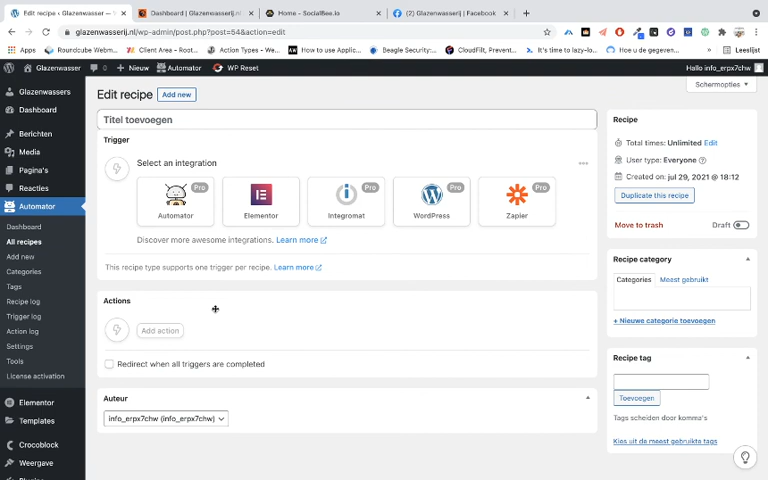 Edit recipe ‹ Glazenwasser — W
Dashboard | Glazenwasserij.nl
Home - Socialfiee.io
(2) Glazenwasserij | Facebook
glazenwasserij.nl/wp-admin/post.php?post=54&action=edit
Apps
Roundcube Webm...
Client Area - Root...
Action Types - We...
How to use Applic...
Beagle Security:...
CloudFilt, Prevent...
It's time to lazy-lo...
Hoe u de gegeven...
Leeslijst
Glazenwasser
0
Nieuw
Automator
WP Reset
Hallo info_erpx7chw
Glazenwassers
Dashboard
Berichten
Media
Pagina's
Reacties
Automator
Dashboard
All recipes
Add new
Categories
Tags
Recipe log
Trigger log
Action log
Settings
Tools
License activation
Elementor
Templates
Crocoblock
Weergave
Schermopties
Edit recipe
Add new
Titel toevoegen
Trigger
Select an integration
Pro
Automator
Elementor
Pro
Integromat
Pro
WordPress
Pro
Zapier
Discover more awesome integrations. Learn more
This recipe type supports one trigger per recipe. Learn more
Actions
Add action
Redirect when all triggers are completed
Auteur
info_erpx7chw (info_erpx7chw)
Recipe
Total times: Unlimited Edit
User type: Everyone
Created on: jul 29, 2021 @ 18:12
Duplicate this recipe
Move to trash
Draft
Recipe category
Categories
Meest gebruikt
+ Nieuwe categorie toevoegen
Recipe tag
Toevoegen
Tags scheiden door komma's
Kies uit de meest gebruikte tags